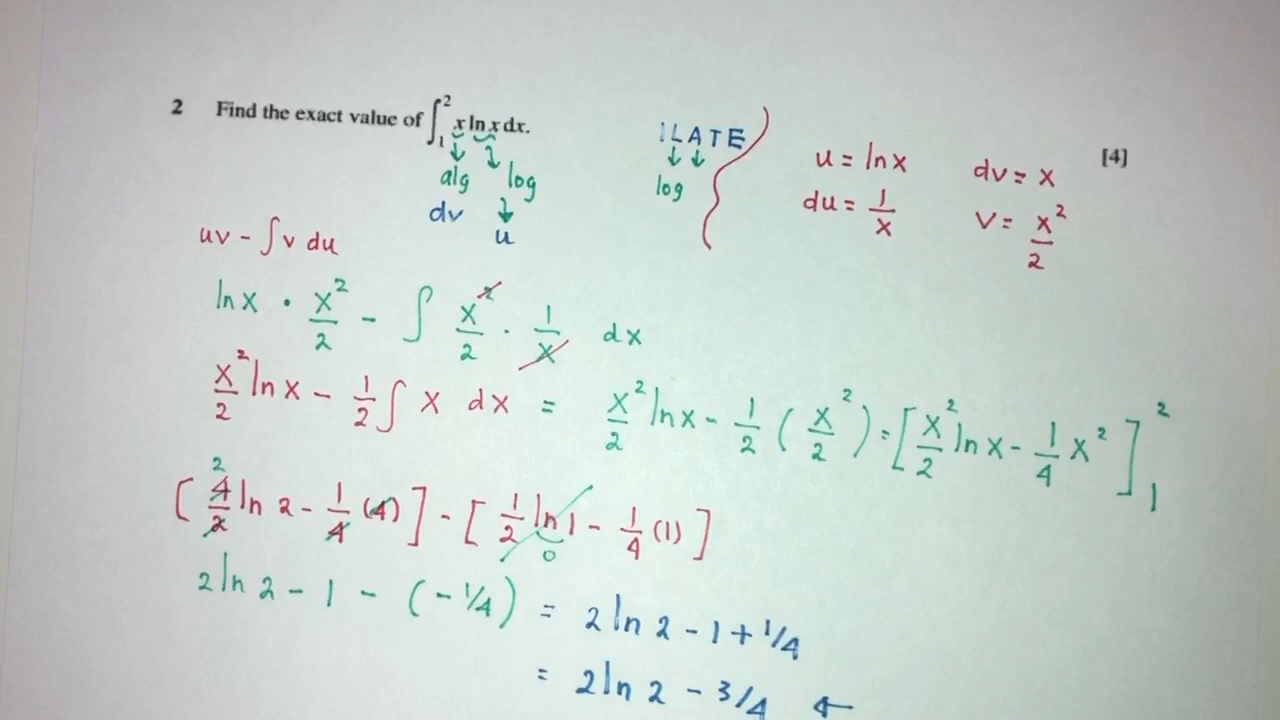 2 Find the exact value of ∫₁² x ln x dx. [4]
ILATE
alg log
log
dv u
u = ln x dv = x
du = 1/x v = x²/2
uv - ∫ v du
ln x · x²/2 - ∫ x²/2 · 1/x dx
x²/2 ln x - 1/2 ∫ x dx = x²/2 ln x - 1/2 (x²/2) = [x²/2 ln x - 1/4 x²]₁²
[4/2 ln 2 - 1/4 (4)] - [1/2 ln 1 - 1/4 (1)]
2
0
2 ln 2 - 1 - (-1/4) = 2 ln 2 - 1 + 1/4
= 2 ln 2 - 3/4 ←